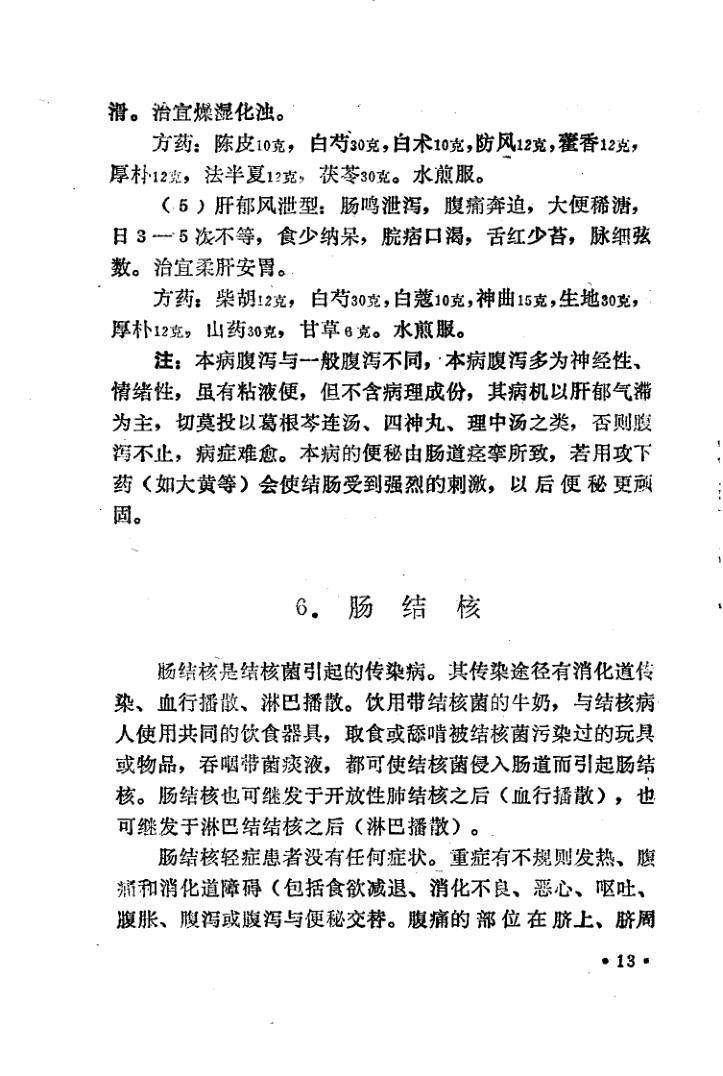 滑。治宜燥湿化浊。
方药：陈皮10克，白芍30克，白术10克，防风12克，藿香12克，
厚朴12克，法半夏12克，茯苓30克。水煎服。
（5）肝郁风泄型：肠鸣泄泻，腹痛奔迫，大便稀溏，
日3—5次不等，食少纳呆，脘痞口渴，舌红少苔，脉细弦
数。治宜柔肝安胃。
方药：柴胡12克，白芍30克，白蔻10克，神曲15克，生地30克，
厚朴12克，山药30克，甘草6克。水煎服。
注：本病腹泻与一般腹泻不同，本病腹泻多为神经性、
情绪性，虽有粘液便，但不含病理成份，其病机以肝郁气滞
为主，切莫投以葛根芩连汤、四神丸、理中汤之类，否则腹
泻不止，病症难愈。本病的便秘由肠道痉挛所致，若用攻下
药（如大黄等）会使结肠受到强烈的刺激，以后便秘更顽
固。
6．肠结核
肠结核是结核菌引起的传染病。其传染途径有消化道传
染、血行播散、淋巴播散。饮用带结核菌的牛奶，与结核病
人使用共同的饮食器具，取食或舔啃被结核菌污染过的玩具
或物品，吞咽带菌痰液，都可使结核菌侵入肠道而引起肠结
核。肠结核也可继发于开放性肺结核之后（血行播散），也
可继发于淋巴结结核之后（淋巴播散）。
肠结核轻症患者没有任何症状。重症有不规则发热、腹
痛和消化道障碍（包括食欲减退、消化不良、恶心、呕吐、
腹胀、腹泻或腹泻与便秘交替。腹痛的部位在脐上、脐周
•13•